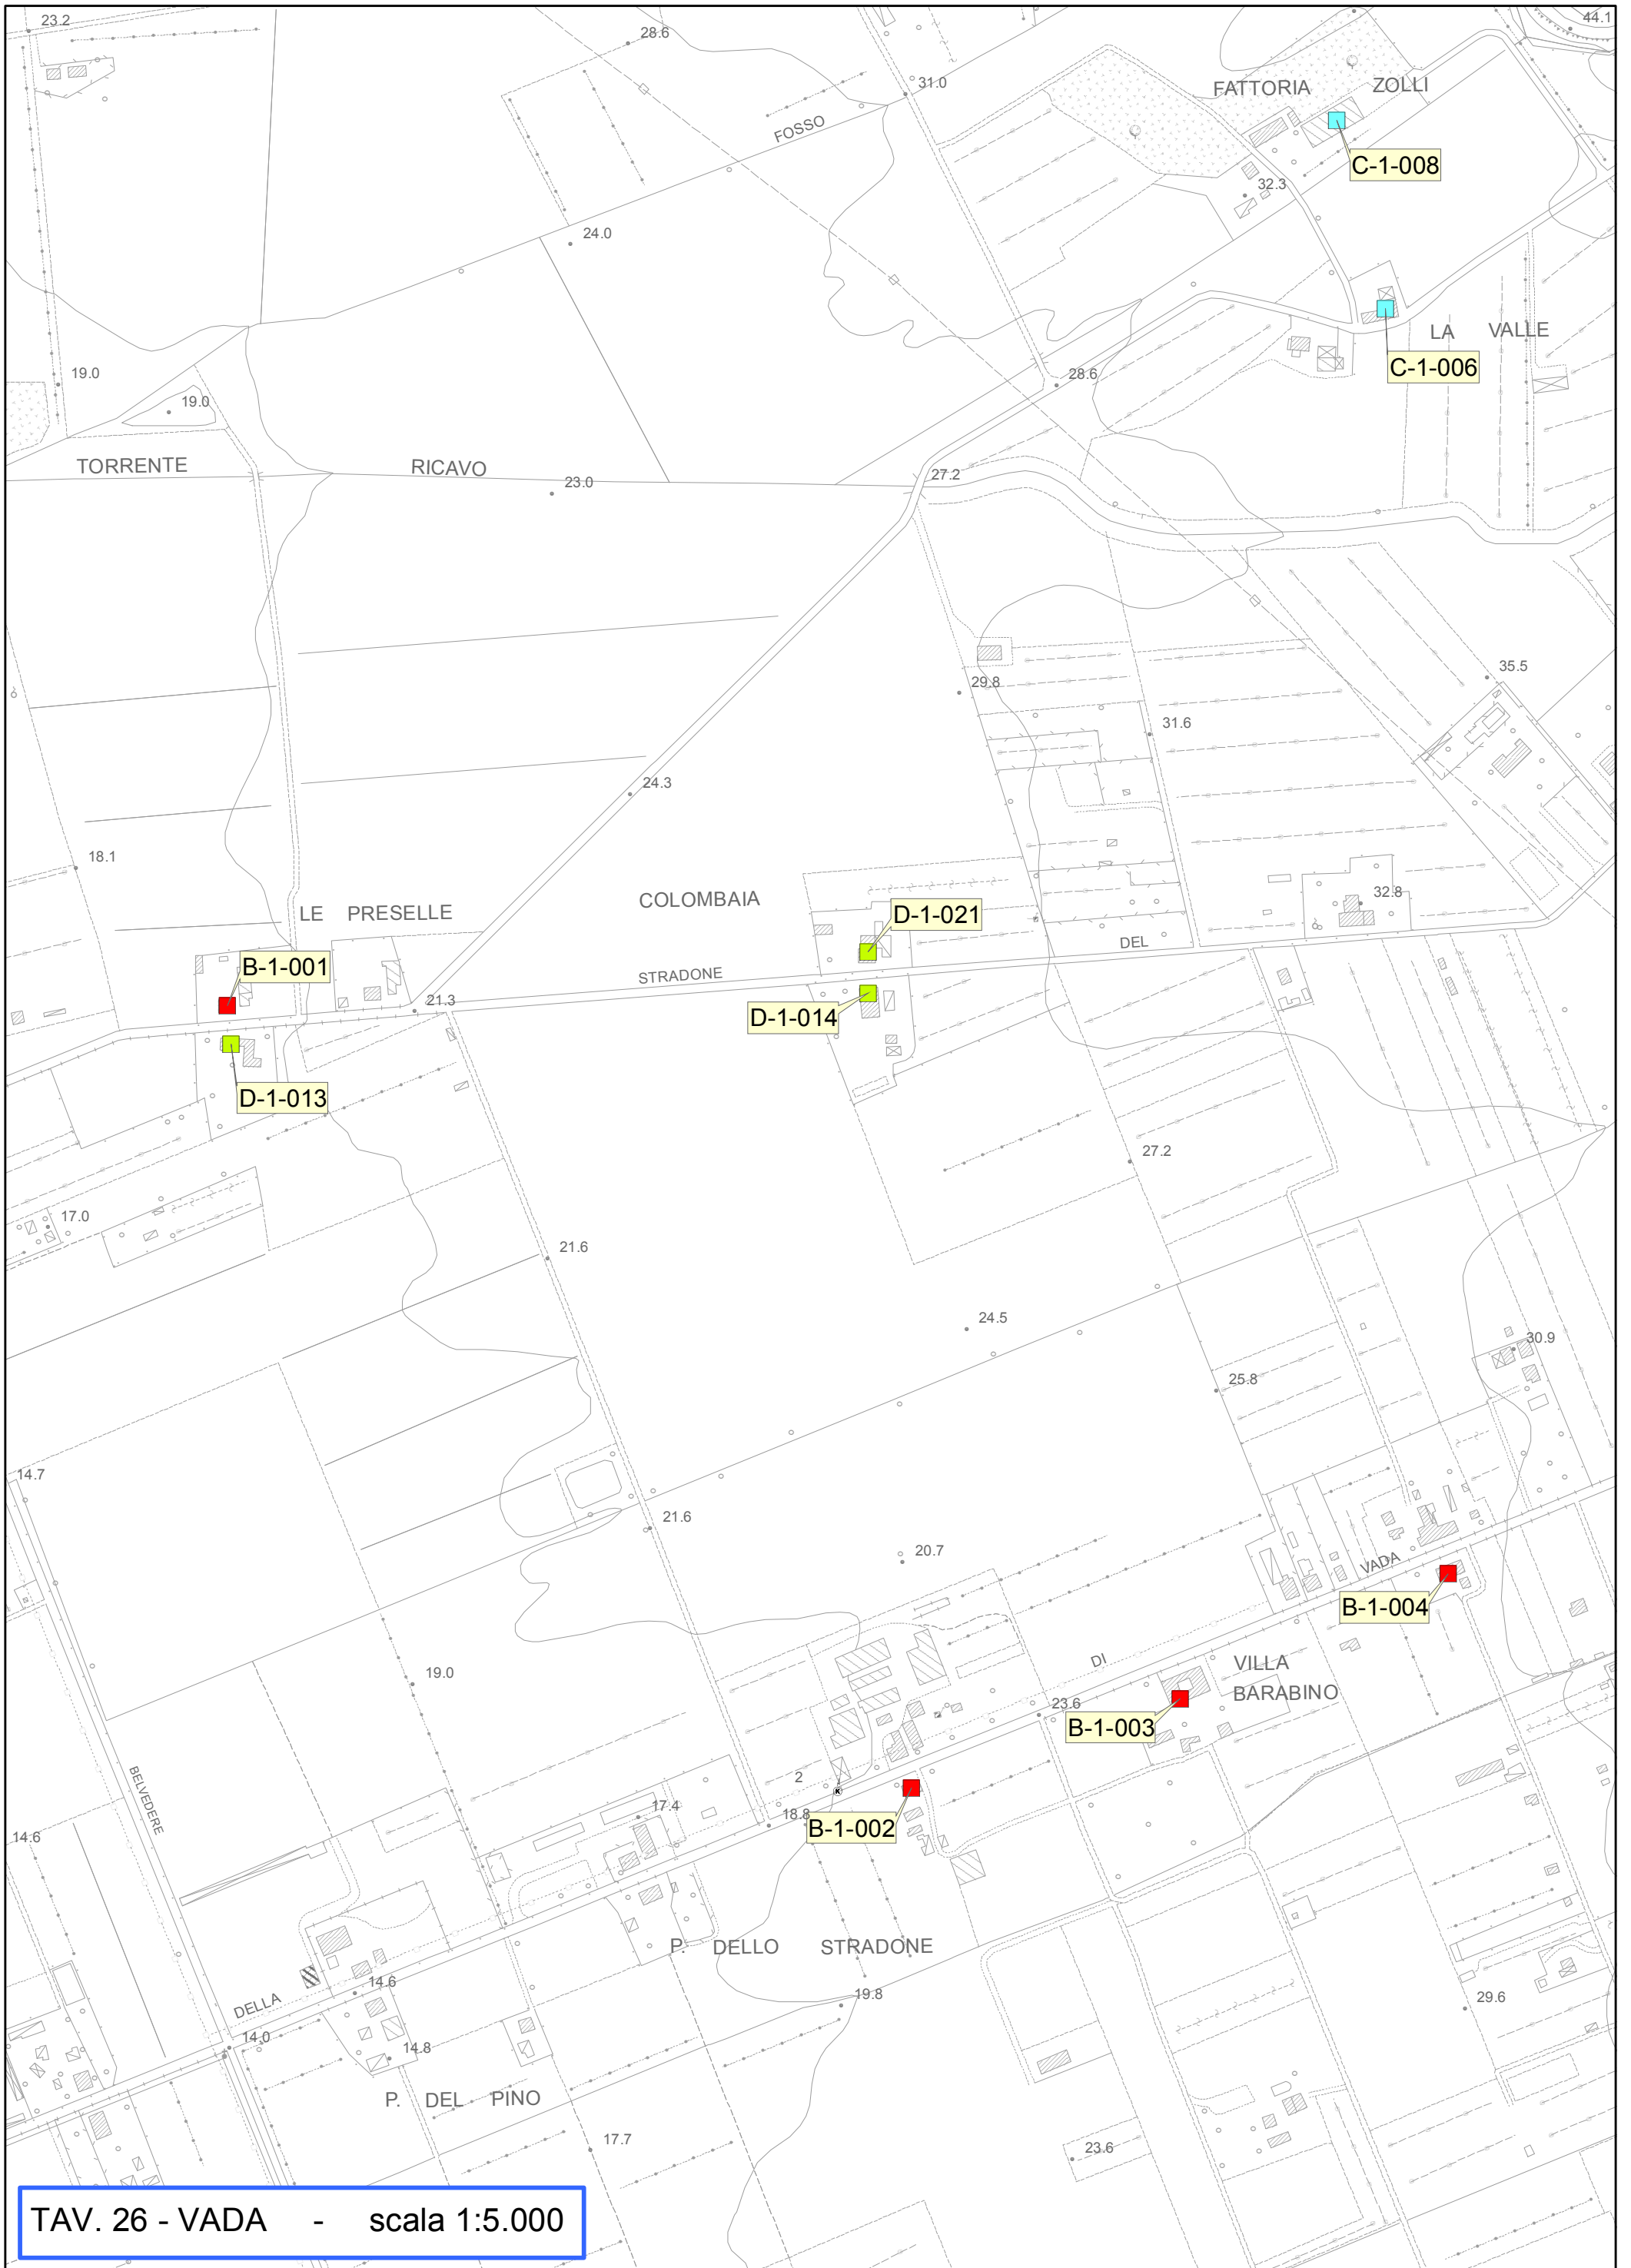 23.2
28.6
44.1
31.0
FATTORIA ZOLLI
FOSSO
C-1-008
32.3
24.0
LA VALLE
C-1-006
19.0
28.6
19.0
TORRENTE RICAVO
27.2
23.0
35.5
29.8
31.6
24.3
18.1
32.8
COLOMBAIA
LE PRESELLE
D-1-021
DEL
B-1-001
STRADONE
21.3
D-1-014
D-1-013
27.2
17.0
21.6
24.5
30.9
25.8
14.7
21.6
20.7
VADA
B-1-004
DI
VILLA
BARABINO
19.0
23.6
B-1-003
2
BELVEDERE
17.4
18.8
B-1-002
14.6
P. DELLO STRADONE
14.6
DELLA
19.8
29.6
14.0
14.8
P. DEL PINO
17.7
23.6
TAV. 26 - VADA - scala 1:5.000